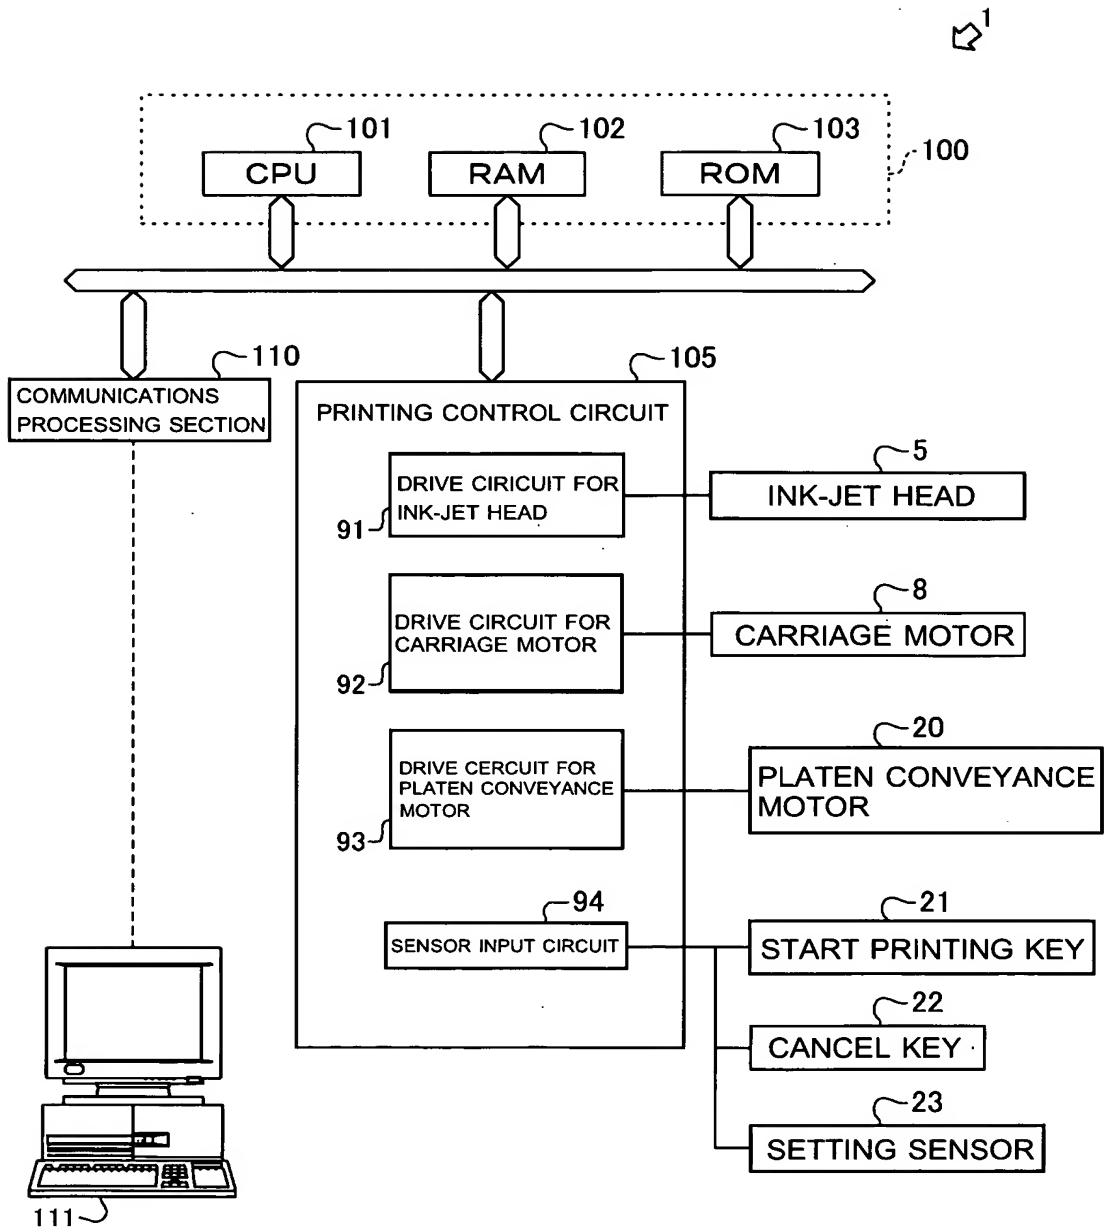 1
101
102
103
100
CPU
RAM
ROM
110
105
COMMUNICATIONS
PROCESSING SECTION
PRINTING CONTROL CIRCUIT
5
DRIVE CIRICUIT FOR
INK-JET HEAD
91
INK-JET HEAD
8
DRIVE CIRCUIT FOR
CARRIAGE MOTOR
92
CARRIAGE MOTOR
20
DRIVE CERCUIT FOR
PLATEN CONVEYANCE
MOTOR
93
PLATEN CONVEYANCE
MOTOR
94
21
SENSOR INPUT CIRCUIT
START PRINTING KEY
22
CANCEL KEY
23
SETTING SENSOR
111